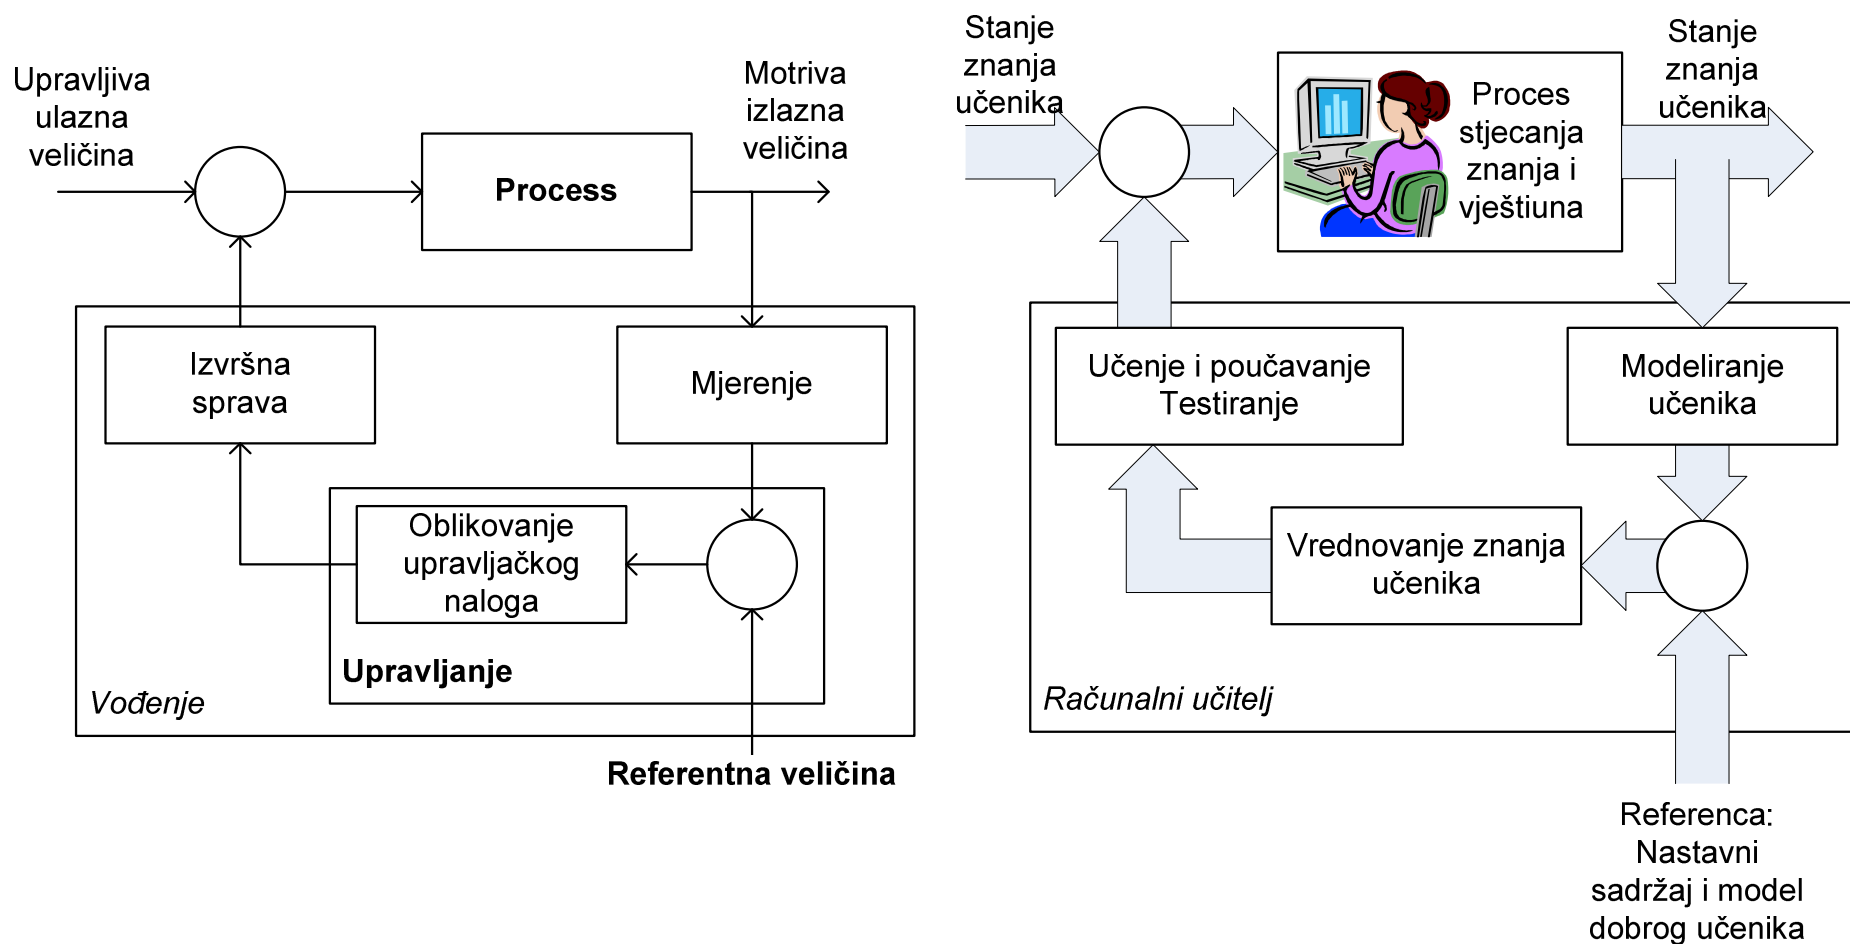 Upravljiva
ulazna
veličina
Motriva
izlazna
veličina
Process
Izvršna
sprava
Mjerenje
Oblikovanje
upravljačkog
naloga
Upravljanje
Vođenje
Referentna veličina
Stanje
znanja
učenika
Proces
stjecanja
znanja i
vještiuna
Stanje
znanja
učenika
Učenje i poučavanje
Testiranje
Modeliranje
učenika
Vrednovanje znanja
učenika
Računalni učitelj
Referenca:
Nastavni
sadržaj i model
dobrog učenika